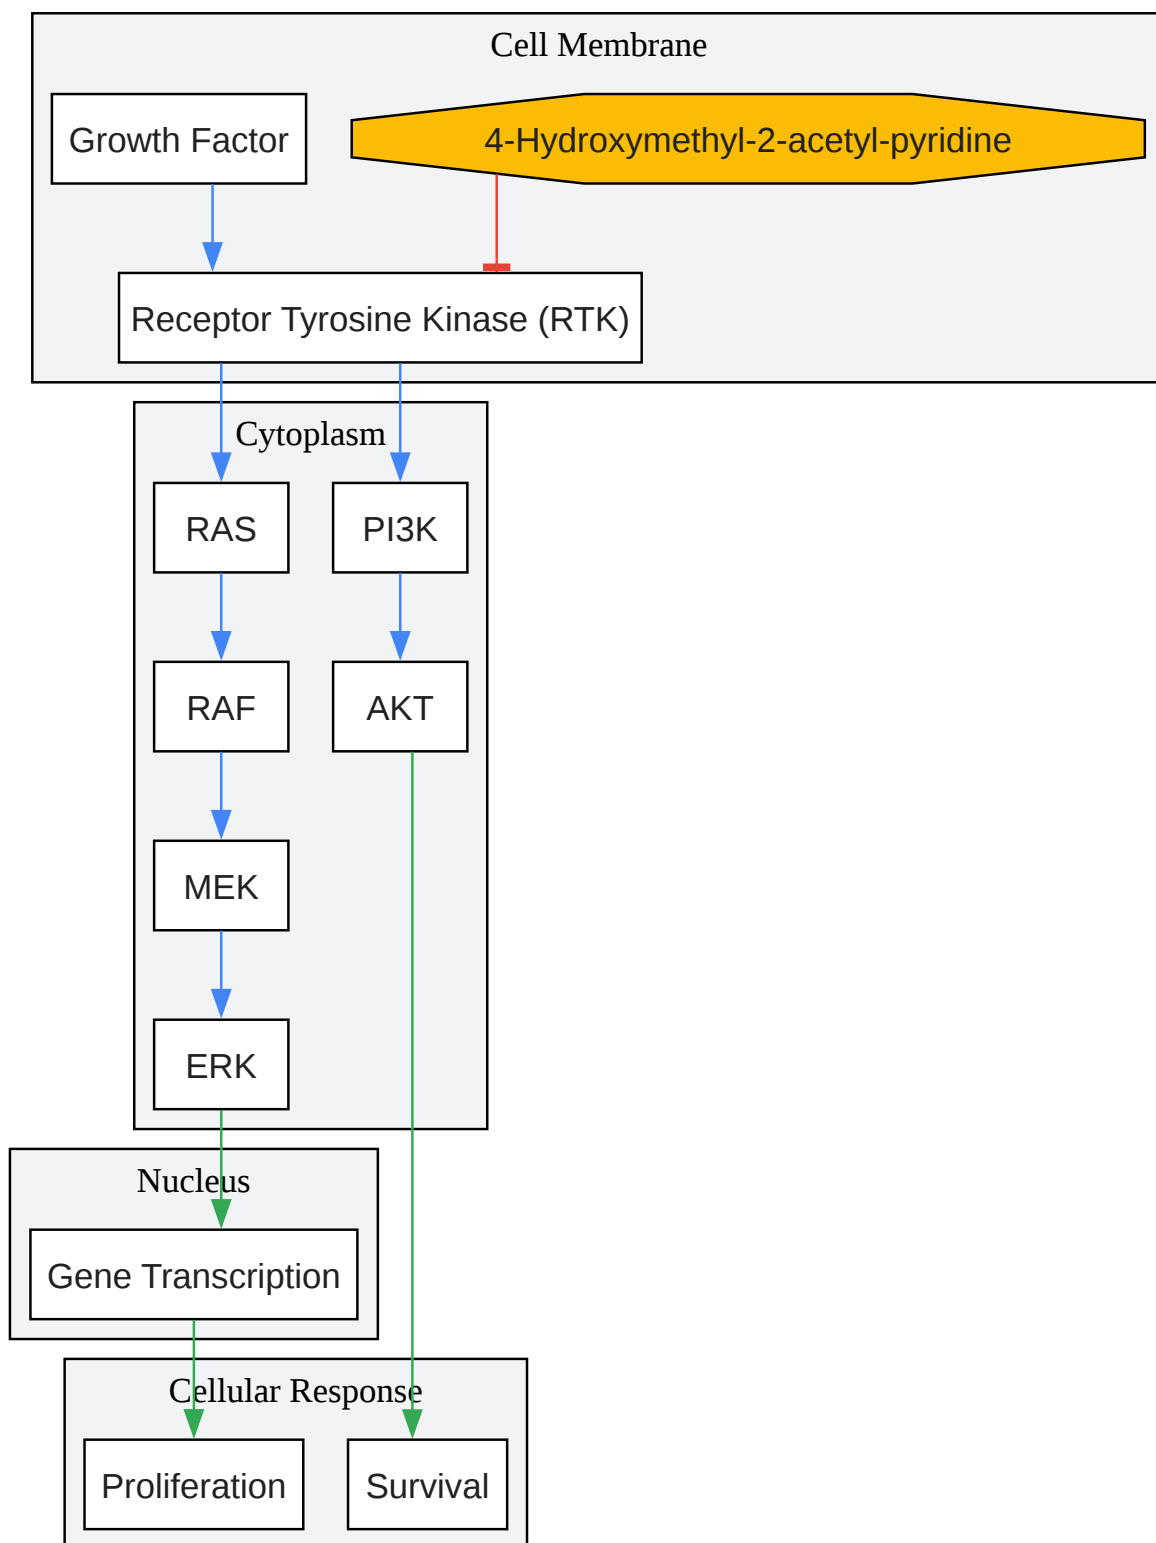 Cell Membrane
Growth Factor
4-Hydroxymethyl-2-acetyl-pyridine
Receptor Tyrosine Kinase (RTK)
Cytoplasm
RAS
PI3K
RAF
AKT
MEK
ERK
Nucleus
Gene Transcription
Cellular Response
Proliferation
Survival